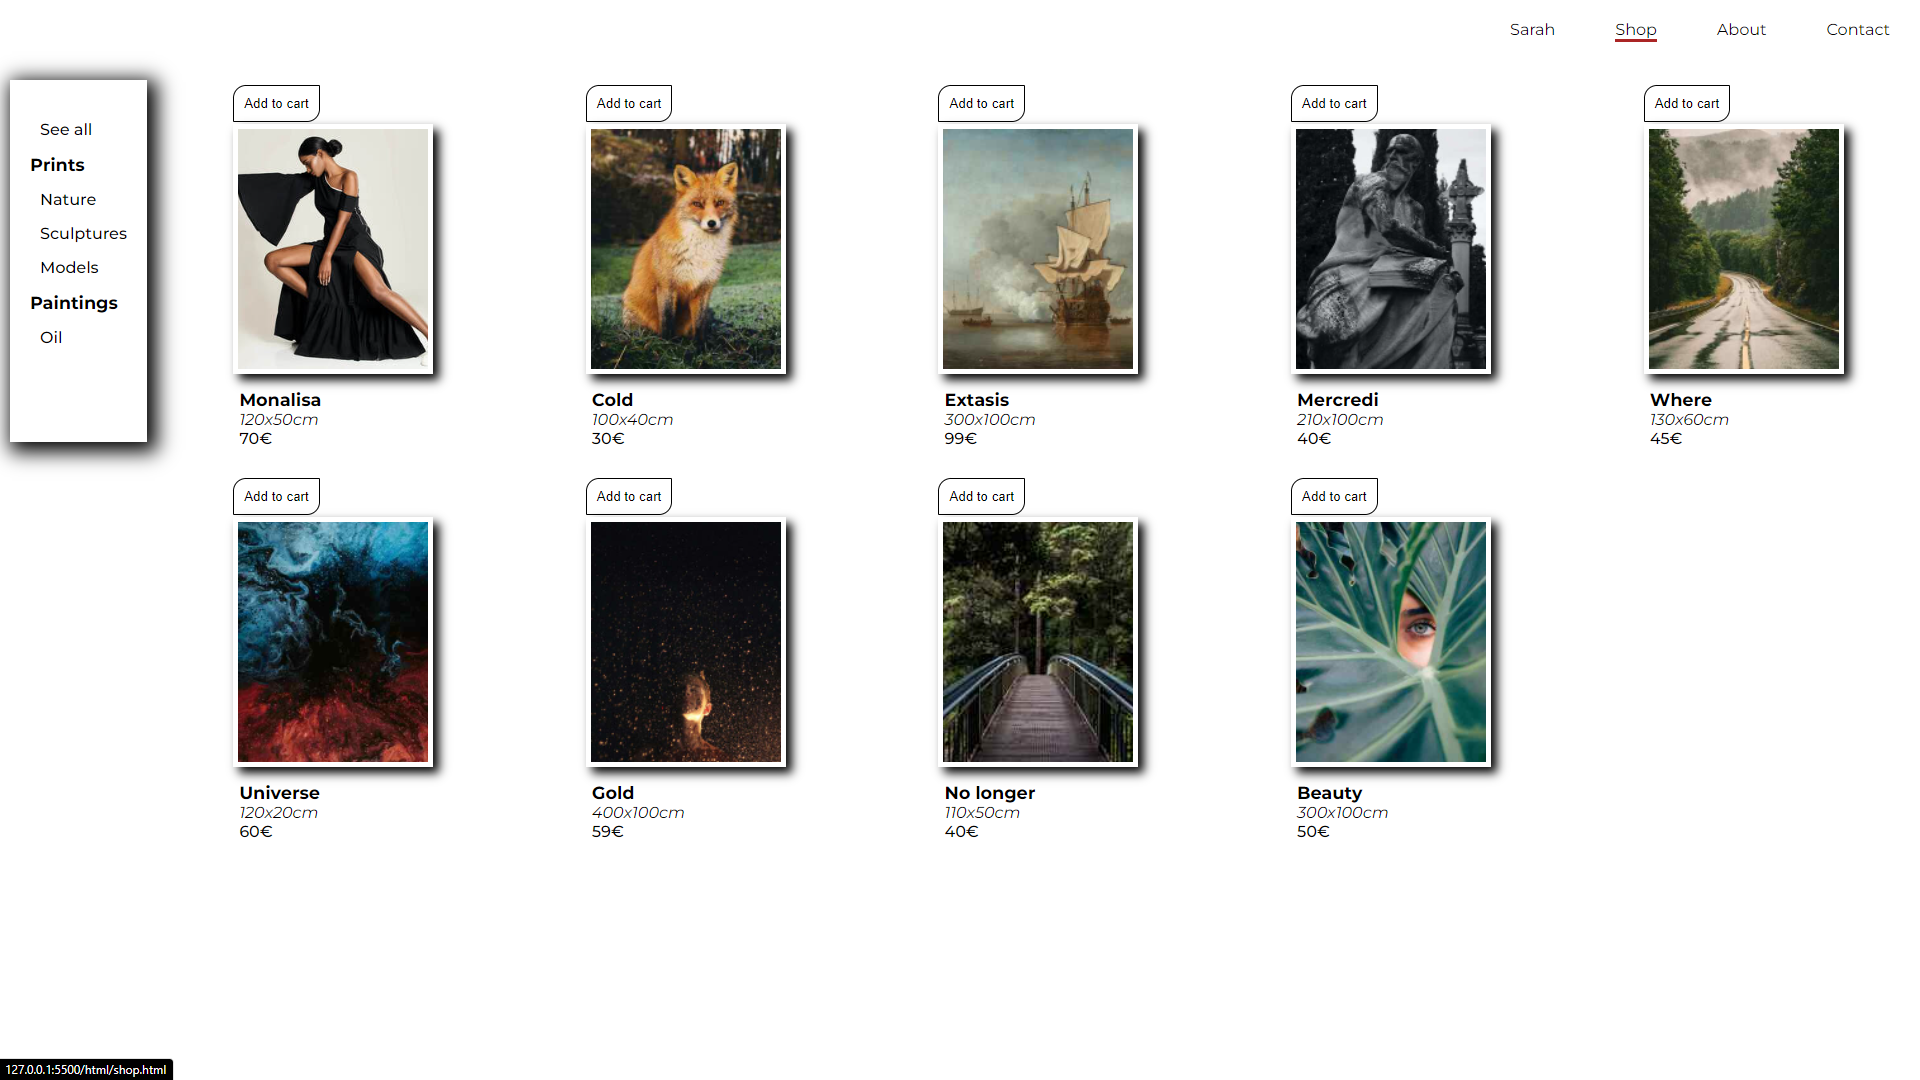 Sarah
Shop
About
Contact
See all
Prints
Nature
Sculptures
Models
Paintings
Oil
Add to cart
Add to cart
Add to cart
Add to cart
Add to cart
Monalisa
120x50cm
70€
Cold
100x40cm
30€
Extasis
300x100cm
99€
Mercredi
210x100cm
40€
Where
130x60cm
45€
Add to cart
Add to cart
Add to cart
Add to cart
Universe
120x20cm
60€
Gold
400x100cm
59€
No longer
110x50cm
40€
Beauty
300x100cm
50€
127.0.0.1:5500/html/shop.html